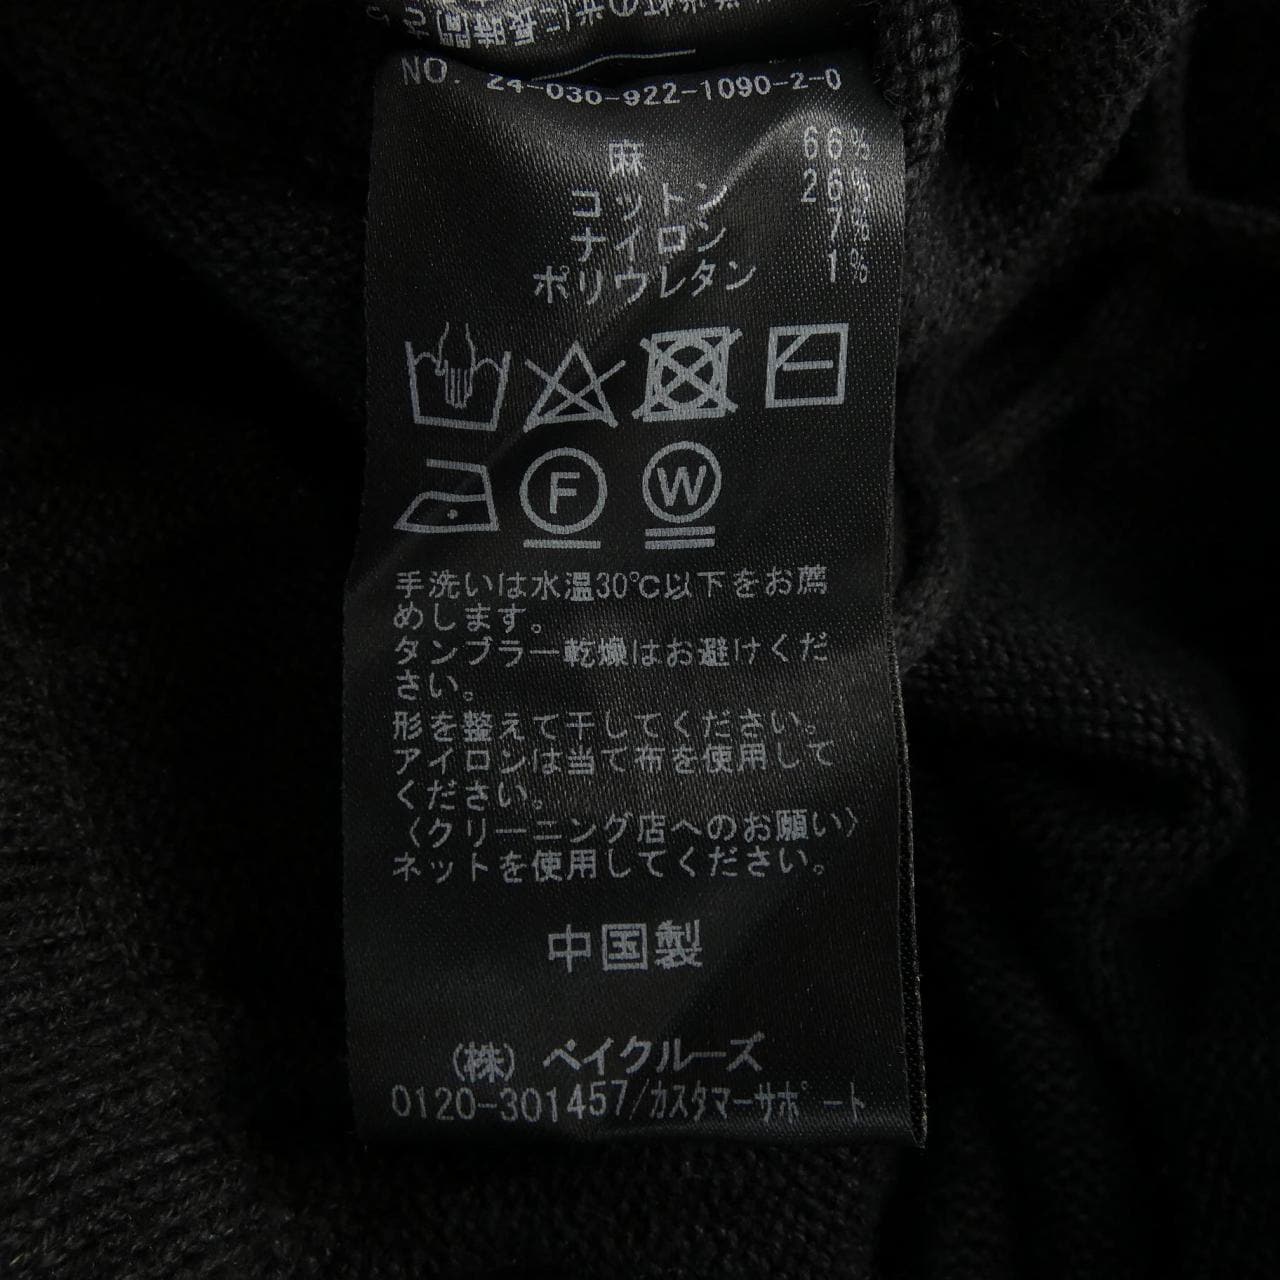 NO. 24-036-922-1090-2-0
麻 66%
コットン 26%
ナイロン 7%
ポリウレタン 1%
F W
手洗いは水温30℃以下をお薦
めします。
タンブラー乾燥はお避けくだ
さい。
形を整えて干してください。
アイロンは当て布を使用して
ください。
〈クリーニング店へのお願い〉
ネットを使用してください。
中国製
(株) ベイクルーズ
0120-301457/カスタマーサポート